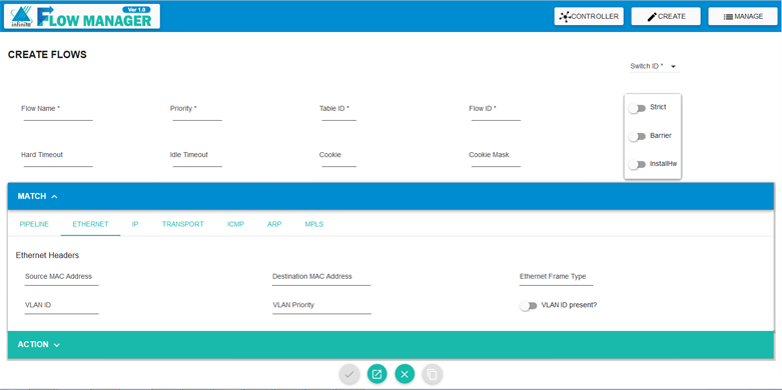 infinite
FLOW MANAGER
Ver 1.0
CONTROLLER
CREATE
MANAGE
CREATE FLOWS
Switch ID *
Flow Name *
Priority *
Table ID *
Flow ID *
Strict
Barrier
InstallHw
Hard Timeout
Idle Timeout
Cookie
Cookie Mask
MATCH
PIPELINE
ETHERNET
IP
TRANSPORT
ICMP
ARP
MPLS
Ethernet Headers
Source MAC Address
Destination MAC Address
Ethernet Frame Type
VLAN ID
VLAN Priority
VLAN ID present?
ACTION